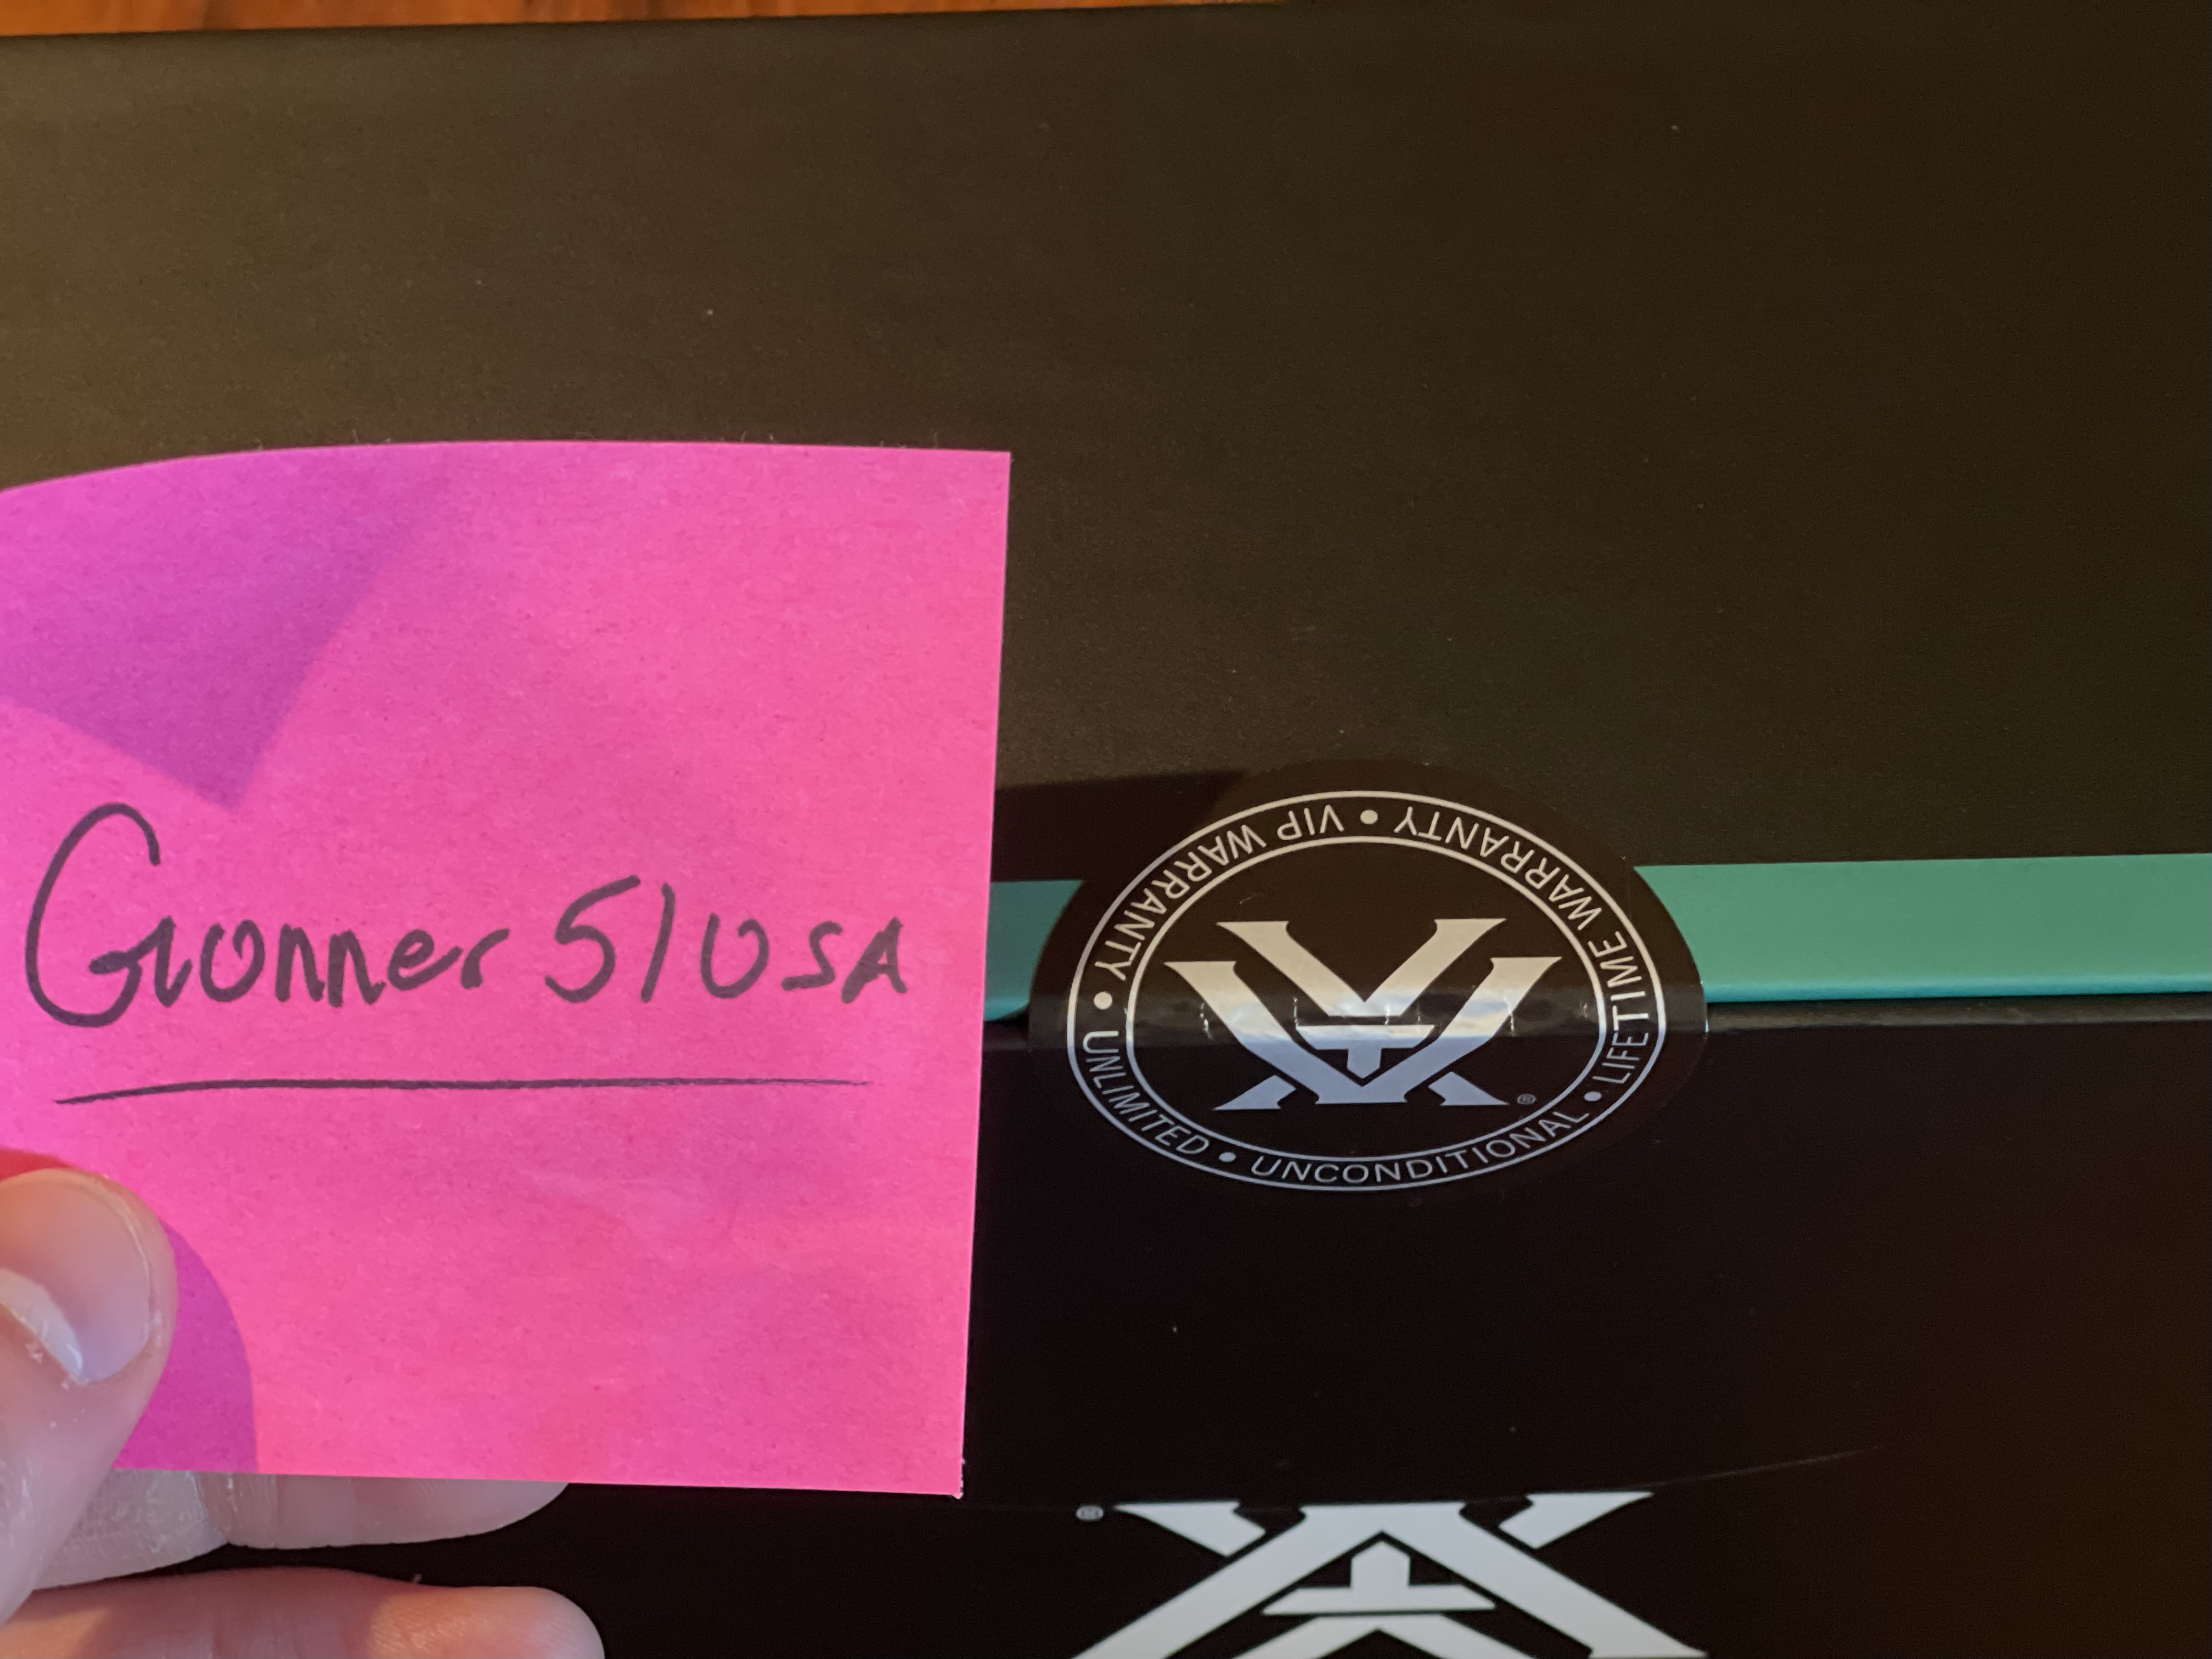 Gunner51USA
VIP WARRANTY • UNLIMITED • UNCONDITIONAL • LIFETIME WARRANTY •
®
®